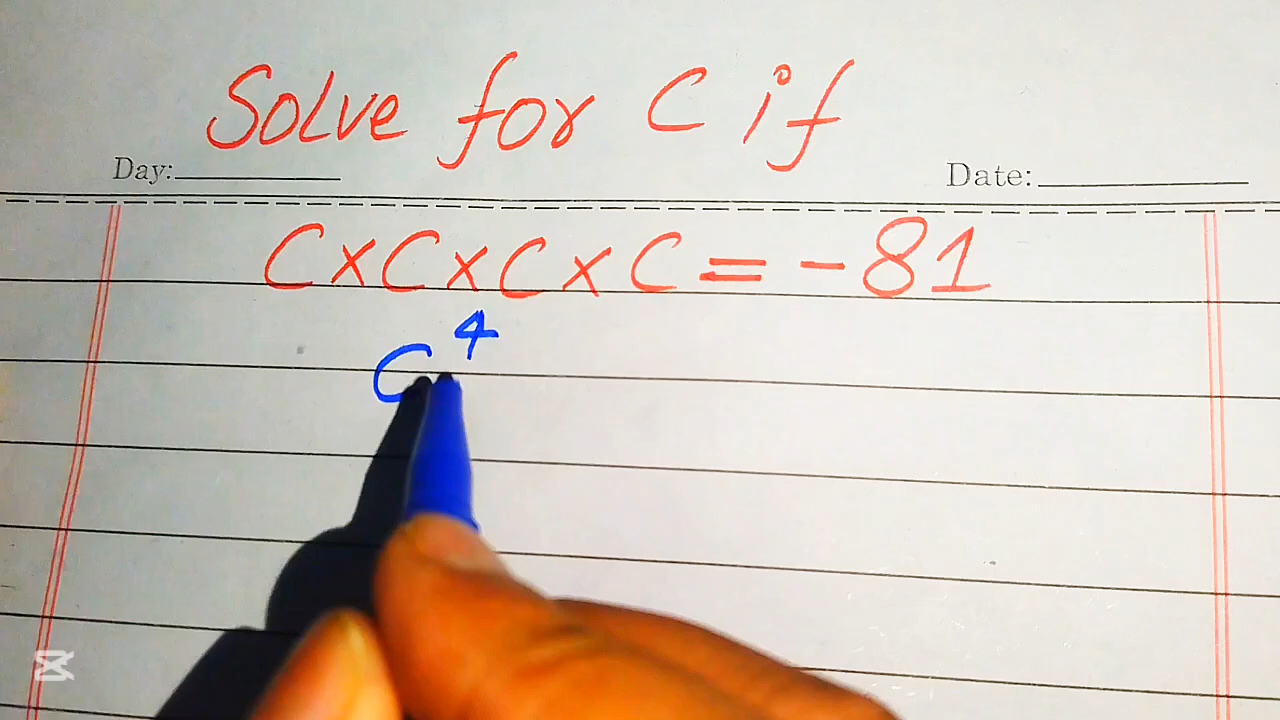 Solve for C if
Day: Date:
C×C×C×C=-81
C⁴